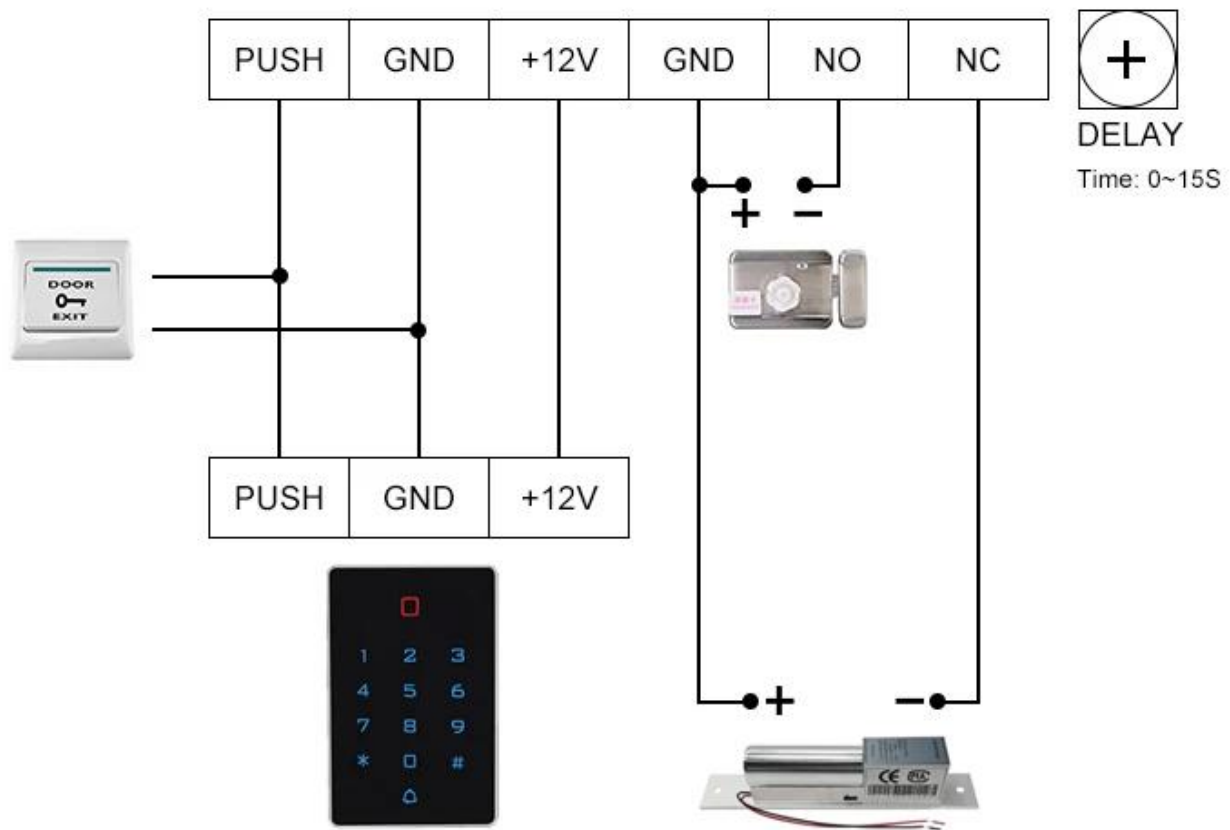 PUSH GND +12V GND NO NC
DELAY
Time: 0~15S
+ −
DOOR
EXIT
PUSH GND +12V
1 2 3
4 5 6
7 8 9
* 0 #
+ −
CE